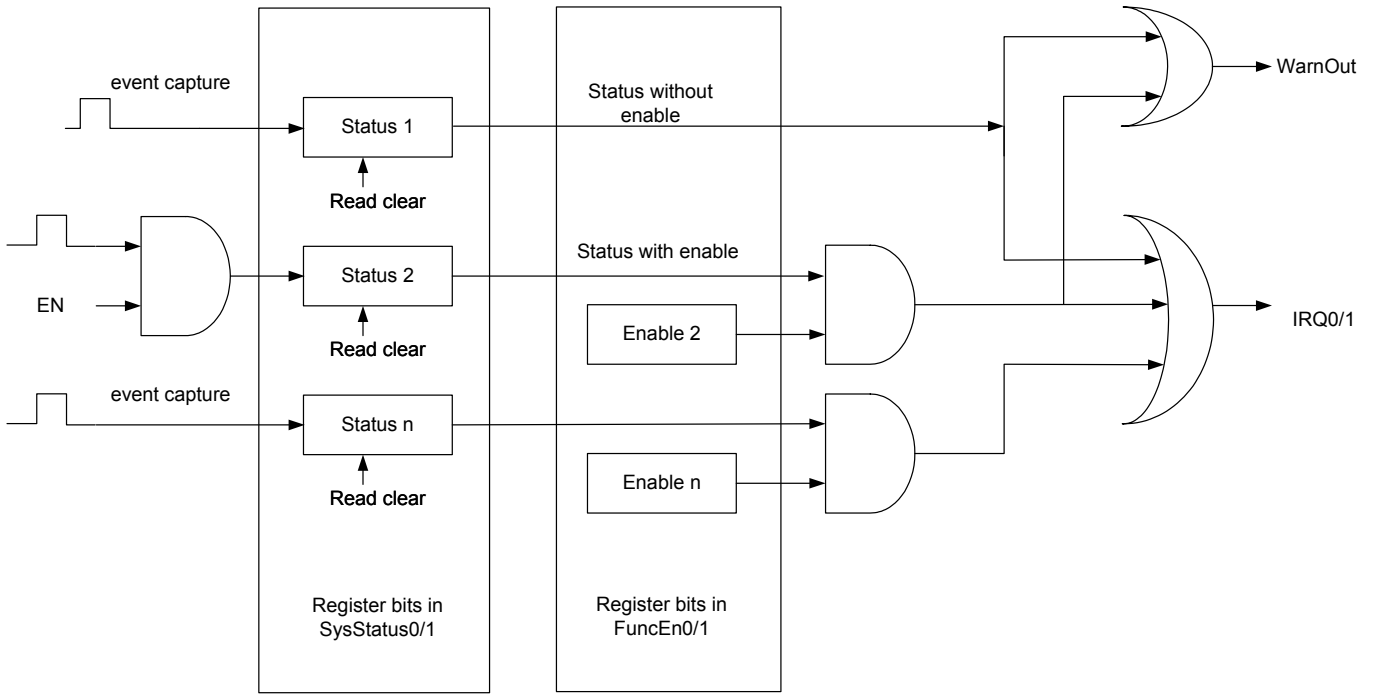 event capture
Status 1
Read clear
Status without
enable
WarnOut
EN
Status 2
Read clear
Status with enable
Enable 2
IRQ0/1
event capture
Status n
Read clear
Enable n
Register bits in
SysStatus0/1
Register bits in
FuncEn0/1